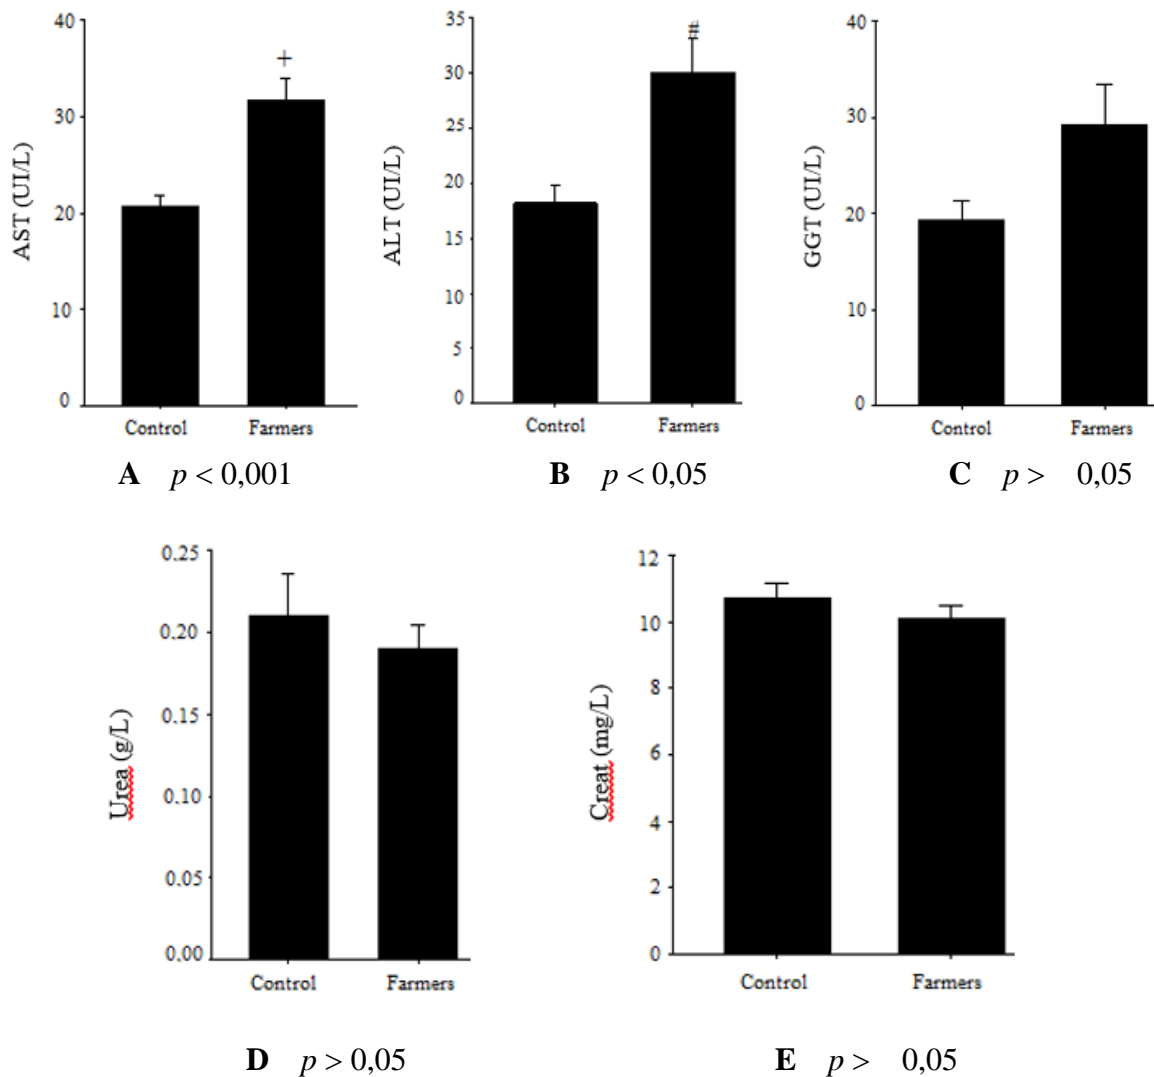 40
30
20
10
0
AST (UI/L)
+
Control Farmers
A p < 0,001
35
30
25
20
15
10
5
0
ALT (UI/L)
#
Control Farmers
B p < 0,05
40
30
20
10
0
GGT (UI/L)
Control Farmers
C p > 0,05
0.25
0.20
0.15
0.10
0.05
0.00
Urea (g/L)
Control Farmers
D p > 0,05
12
10
8
6
4
2
0
Creat (mg/L)
Control Farmers
E p > 0,05